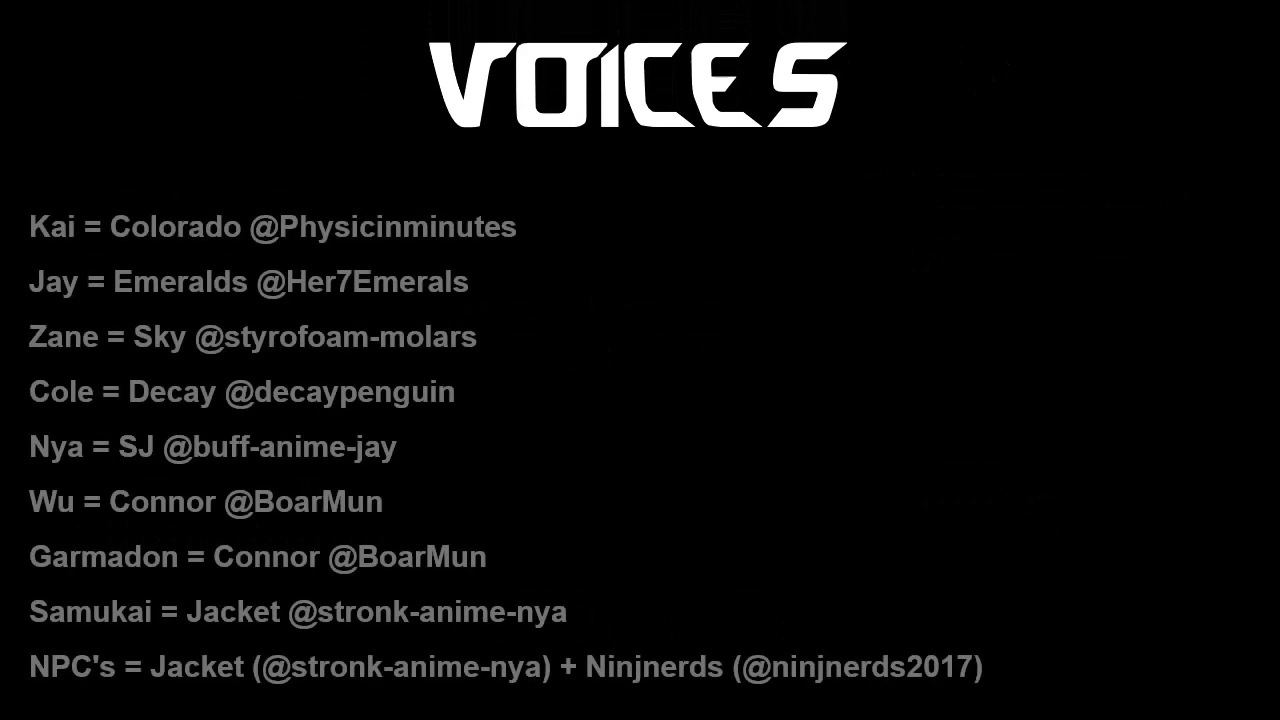 VOICES
Kai = Colorado @Physicinminutes
Jay = Emeralds @Her7Emerals
Zane = Sky @styrofoam-molars
Cole = Decay @decaypenguin
Nya = SJ @buff-anime-jay
Wu = Connor @BoarMun
Garmadon = Connor @BoarMun
Samukai = Jacket @stronk-anime-nya
NPC's = Jacket (@stronk-anime-nya) + Ninjnerds (@ninjnerds2017)